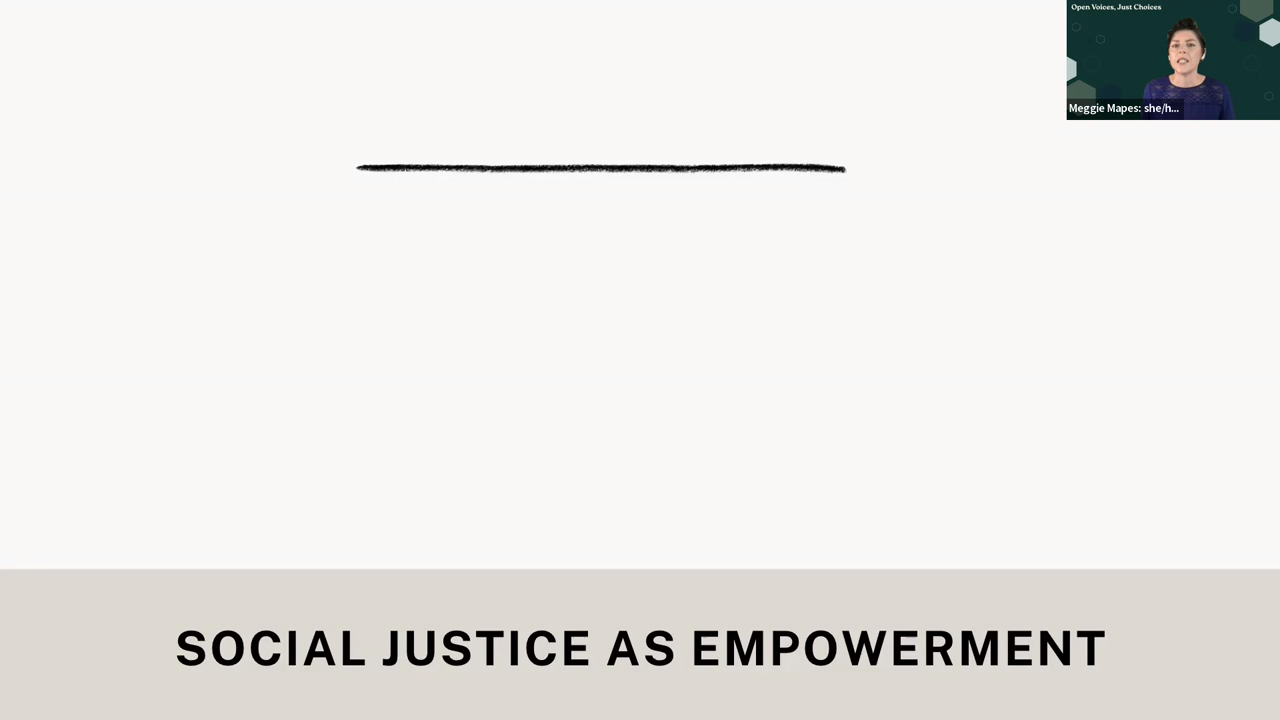 Open Voices, Just Choices
Meggie Mapes: she/h...
SOCIAL JUSTICE AS EMPOWERMENT